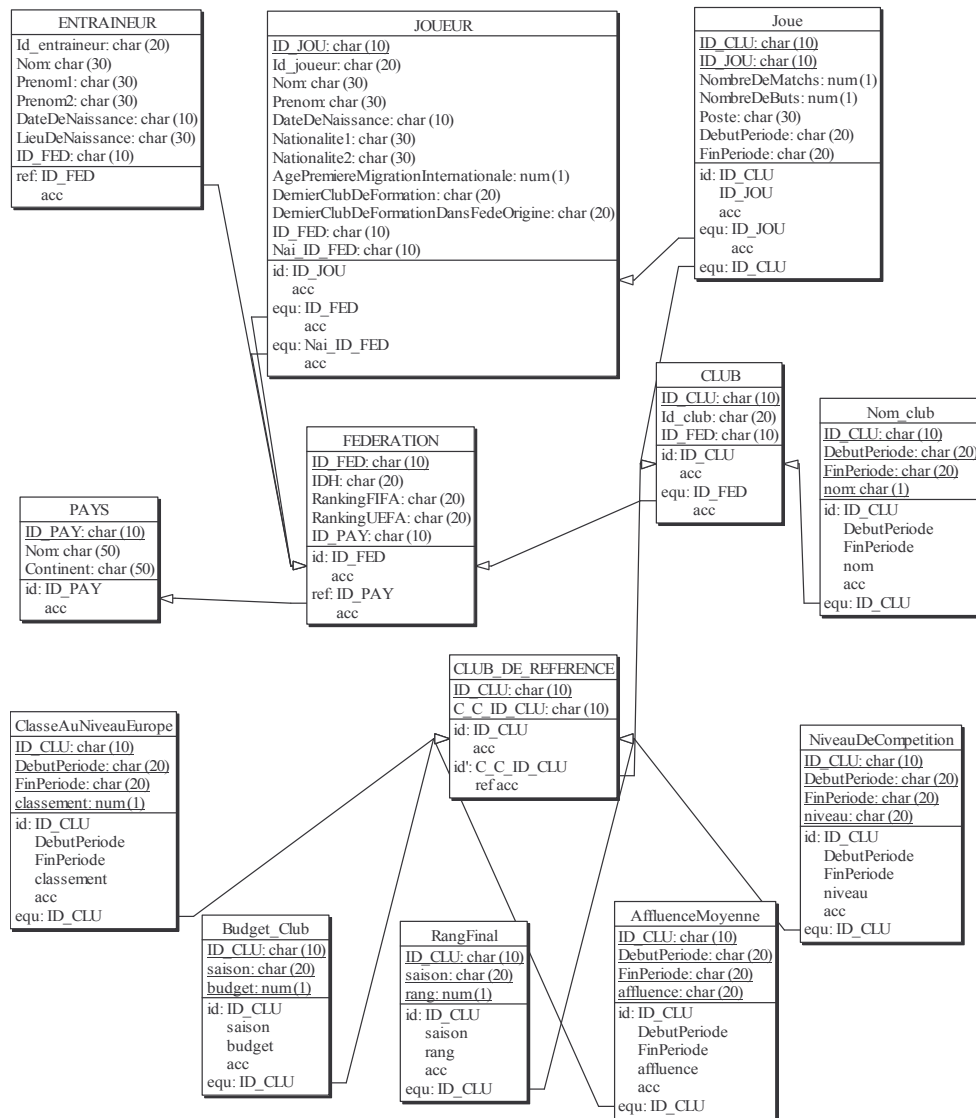 ENTRAINEUR
Id_entraineur: char (20)
Nom: char (30)
Prenom1: char (30)
Prenom2: char (30)
DateDeNaissance: char (10)
LieuDeNaissance: char (30)
ID_FED: char (10)
ref: ID_FED
acc
JOUEUR
ID_JOU: char (10)
Id_joueur: char (20)
Nom: char (30)
Prenom: char (30)
DateDeNaissance: char (10)
Nationalite1: char (30)
Nationalite2: char (30)
AgePremiereMigrationInternationale: num (1)
DernierClubDeFormation: char (20)
DernierClubDeFormationDansFedeOrigine: char (20)
ID_FED: char (10)
Nai_ID_FED: char (10)
id: ID_JOU
acc
equ: ID_FED
acc
equ: Nai_ID_FED
acc
Joue
ID_CLU: char (10)
ID_JOU: char (10)
NombreDeMatchs: num (1)
NombreDeButs: num (1)
Poste: char (30)
DebutPeriode: char (20)
FinPeriode: char (20)
id: ID_CLU
ID_JOU
acc
equ: ID_JOU
acc
equ: ID_CLU
CLUB
ID_CLU: char (10)
Id_club: char (20)
ID_FED: char (10)
id: ID_CLU
acc
equ: ID_FED
acc
Nom_club
ID_CLU: char (10)
DebutPeriode: char (20)
FinPeriode: char (20)
nom: char (1)
id: ID_CLU
DebutPeriode
FinPeriode
nom
acc
equ: ID_CLU
FEDERATION
ID_FED: char (10)
IDH: char (20)
RankingFIFA: char (20)
RankingUEFA: char (20)
ID_PAY: char (10)
id: ID_FED
acc
ref: ID_PAY
acc
PAYS
ID_PAY: char (10)
Nom: char (50)
Continent: char (50)
id: ID_PAY
acc
CLUB_DE_REFERENCE
ID_CLU: char (10)
C_C_ID_CLU: char (10)
id: ID_CLU
acc
id': C_C_ID_CLU
ref acc
ClasseAuNiveauEurope
ID_CLU: char (10)
DebutPeriode: char (20)
FinPeriode: char (20)
classement: num (1)
id: ID_CLU
DebutPeriode
FinPeriode
classement
acc
equ: ID_CLU
NiveauDeCompetition
ID_CLU: char (10)
DebutPeriode: char (20)
FinPeriode: char (20)
niveau: char (20)
id: ID_CLU
DebutPeriode
FinPeriode
niveau
acc
equ: ID_CLU
Budget_Club
ID_CLU: char (10)
saison: char (20)
budget: num (1)
id: ID_CLU
saison
budget
acc
equ: ID_CLU
RangFinal
ID_CLU: char (10)
saison: char (20)
rang: num (1)
id: ID_CLU
saison
rang
acc
equ: ID_CLU
AffluenceMoyenne
ID_CLU: char (10)
DebutPeriode: char (20)
FinPeriode: char (20)
affluence: char (20)
id: ID_CLU
DebutPeriode
FinPeriode
affluence
acc
equ: ID_CLU